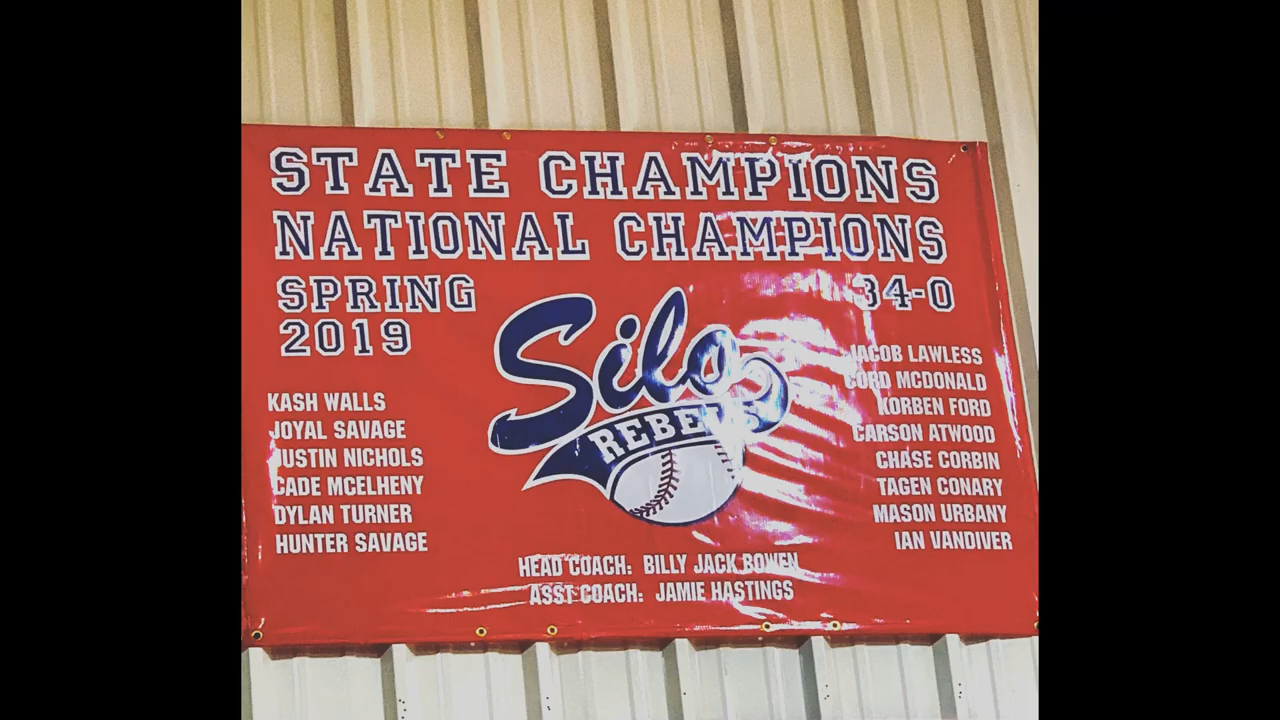 STATE CHAMPIONS
NATIONAL CHAMPIONS
SPRING
2019
34-0
Silo
REBELS
KASH WALLS
JOYAL SAVAGE
JUSTIN NICHOLS
CADE MCELHENY
DYLAN TURNER
HUNTER SAVAGE
JACOB LAWLESS
CORD MCDONALD
KORBEN FORD
CARSON ATWOOD
CHASE CORBIN
TAGEN CONARY
MASON URBANY
IAN VANDIVER
HEAD COACH: BILLY JACK BOWEN
ASST COACH: JAMIE HASTINGS